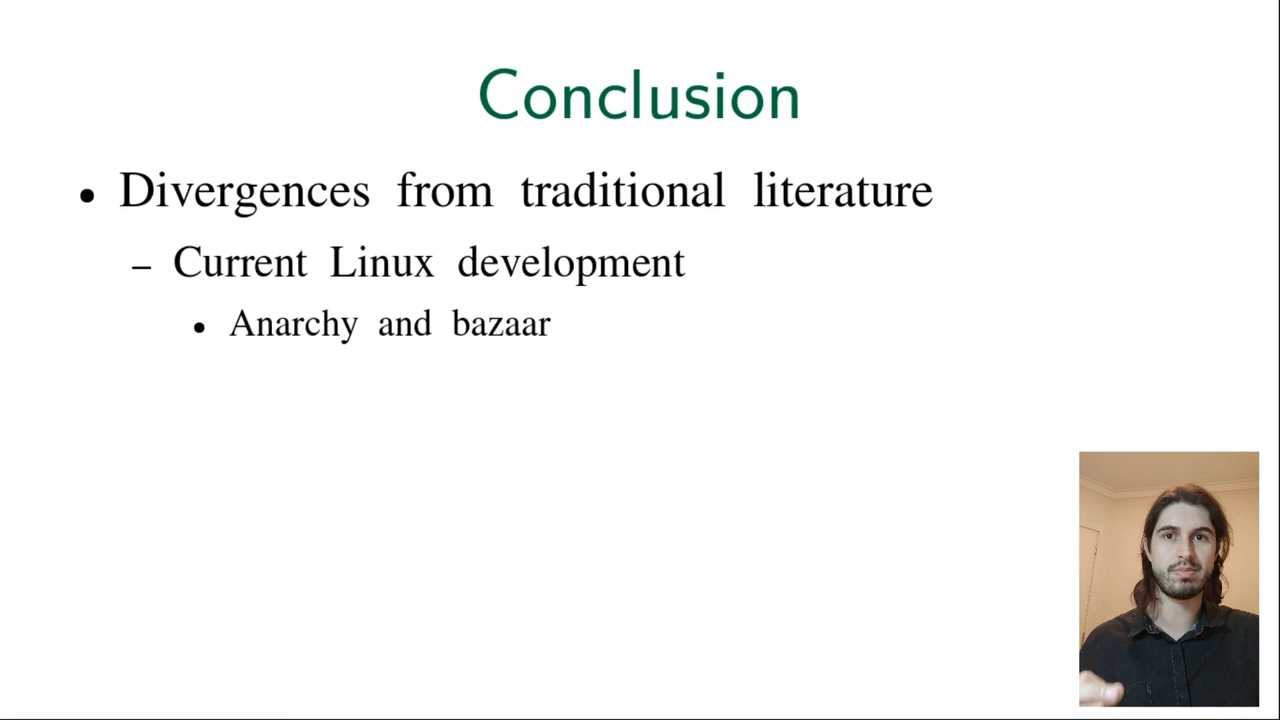 Conclusion
• Divergences from traditional literature
– Current Linux development
• Anarchy and bazaar